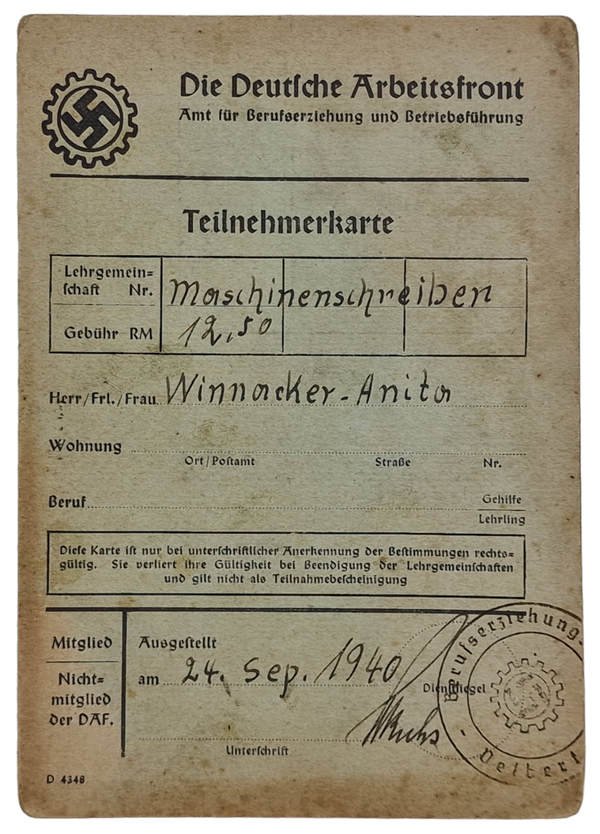 Die Deutſche Arbeitsfront
Amt für Berufserziehung und Betriebsführung
Teilnehmerkarte
Lehrgemein=
ſchaft Nr. Maschinenschreiben
Gebühr RM 12,50
Herr/Frl./Frau Winnacker-Anita
Wohnung
Ort/Poſtamt Straße Nr.
Beruf
Gehilfe
Lehrling
Dieſe Karte iſt nur bei unterſchriftlicher Anerkennung der Beſtimmungen rechts=
gültig. Sie verliert ihre Gültigkeit bei Beendigung der Lehrgemeinſchaften
und gilt nicht als Teilnahmebeſcheinigung
Mitglied
Nicht=
mitglied
der DAF.
Ausgeſtellt
am 24. Sep. 1940
Dienſtſiegel
Unterſchrift
Berufserziehung
Velbert
D 4348